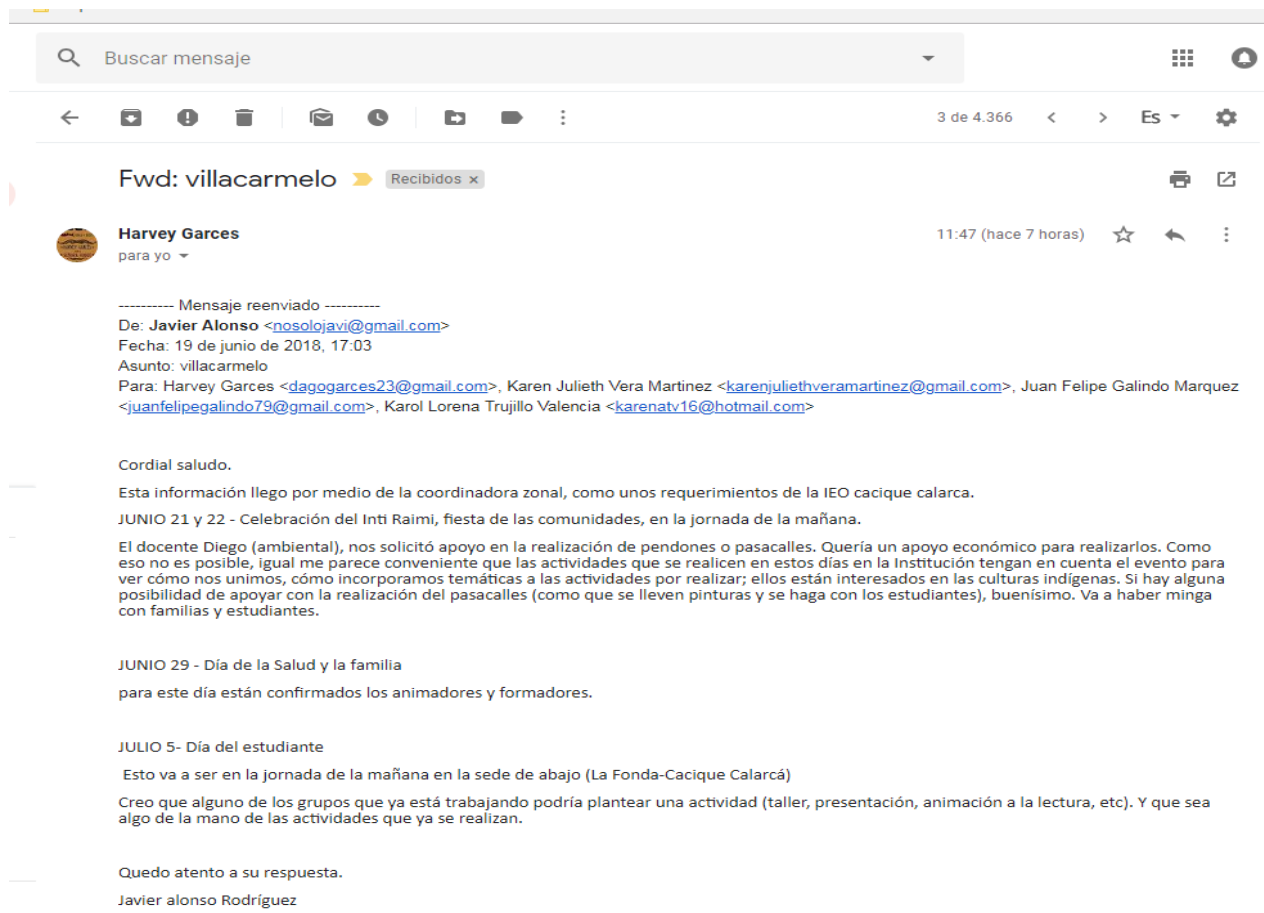 Buscar mensaje
3 de 4.366
Es
Fwd: villacarmelo
Recibidos x
Harvey Garces
11:47 (hace 7 horas)
para yo
---------- Mensaje reenviado ----------
De: Javier Alonso <nosolojavi@gmail.com>
Fecha: 19 de junio de 2018, 17:03
Asunto: villacarmelo
Para: Harvey Garces <dagogarces23@gmail.com>, Karen Julieth Vera Martinez <karenjuliethveramartinez@gmail.com>, Juan Felipe Galindo Marquez
<juanfelipegalindo79@gmail.com>, Karol Lorena Trujillo Valencia <karenatv16@hotmail.com>
Cordial saludo.
Esta información llego por medio de la coordinadora zonal, como unos requerimientos de la IEO cacique calarca.
JUNIO 21 y 22 - Celebración del Inti Raimi, fiesta de las comunidades, en la jornada de la mañana.
El docente Diego (ambiental), nos solicitó apoyo en la realización de pendones o pasacalles. Quería un apoyo económico para realizarlos. Como
eso no es posible, igual me parece conveniente que las actividades que se realicen en estos días en la Institución tengan en cuenta el evento para
ver cómo nos unimos, cómo incorporamos temáticas a las actividades por realizar; ellos están interesados en las culturas indígenas. Si hay alguna
posibilidad de apoyar con la realización del pasacalles (como que se lleven pinturas y se haga con los estudiantes), buenísimo. Va a haber minga
con familias y estudiantes.
JUNIO 29 - Día de la Salud y la familia
para este día están confirmados los animadores y formadores.
JULIO 5- Día del estudiante
Esto va a ser en la jornada de la mañana en la sede de abajo (La Fonda-Cacique Calarcá)
Creo que alguno de los grupos que ya está trabajando podría plantear una actividad (taller, presentación, animación a la lectura, etc). Y que sea
algo de la mano de las actividades que ya se realizan.
Quedo atento a su respuesta.
Javier alonso Rodríguez